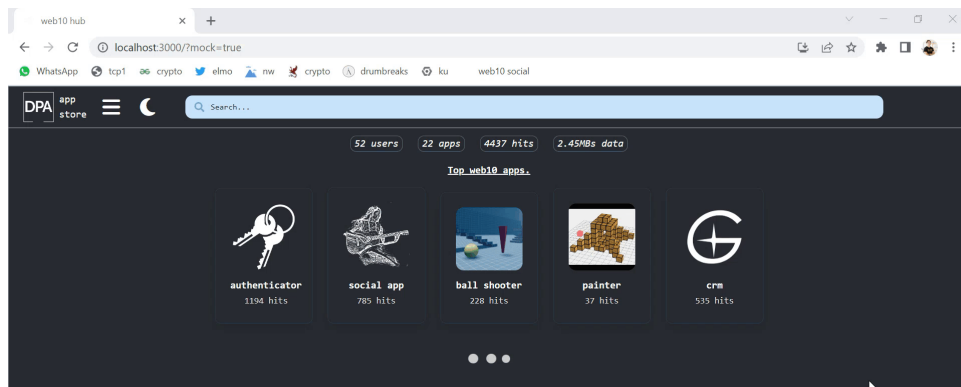 web10 hub
localhost:3000/?mock=true
WhatsApp tcp1 crypto elmo nw crypto drumbreaks ku web10 social
DPA app store Search...
52 users 22 apps 4437 hits 2.45MBs data
Top web10 apps.
authenticator social app ball shooter painter crm
1194 hits 785 hits 228 hits 37 hits 535 hits